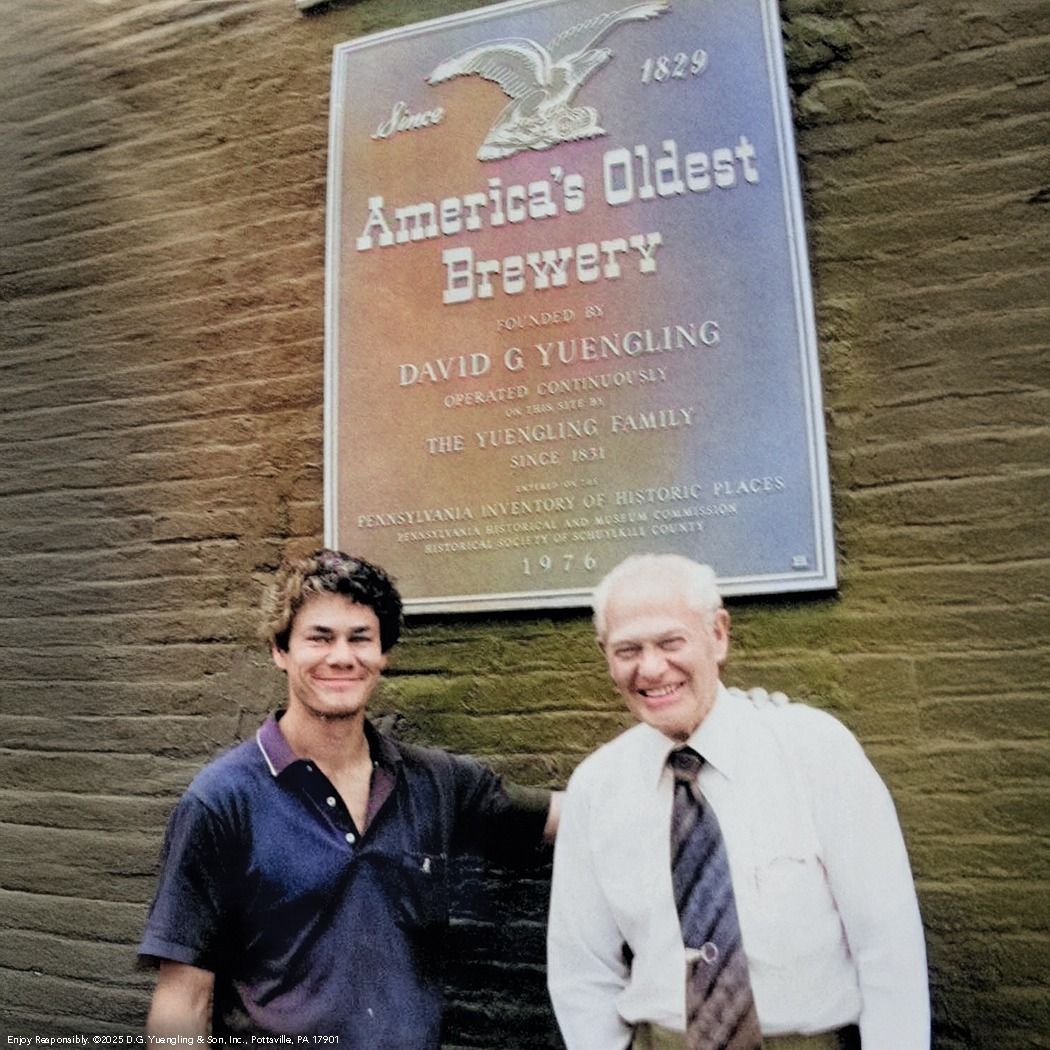 Since 1829
America's Oldest
Brewery
FOUNDED BY
DAVID G YUENGLING
OPERATED CONTINUOUSLY
ON THIS SITE BY
THE YUENGLING FAMILY
SINCE 1831
ENTERED ON THE
PENNSYLVANIA INVENTORY OF HISTORIC PLACES
PENNSYLVANIA HISTORICAL AND MUSEUM COMMISSION
HISTORICAL SOCIETY OF SCHUYLKILL COUNTY
1976
Enjoy Responsibly. ©2025 D.G. Yuengling & Son, Inc., Pottsville, PA 17901